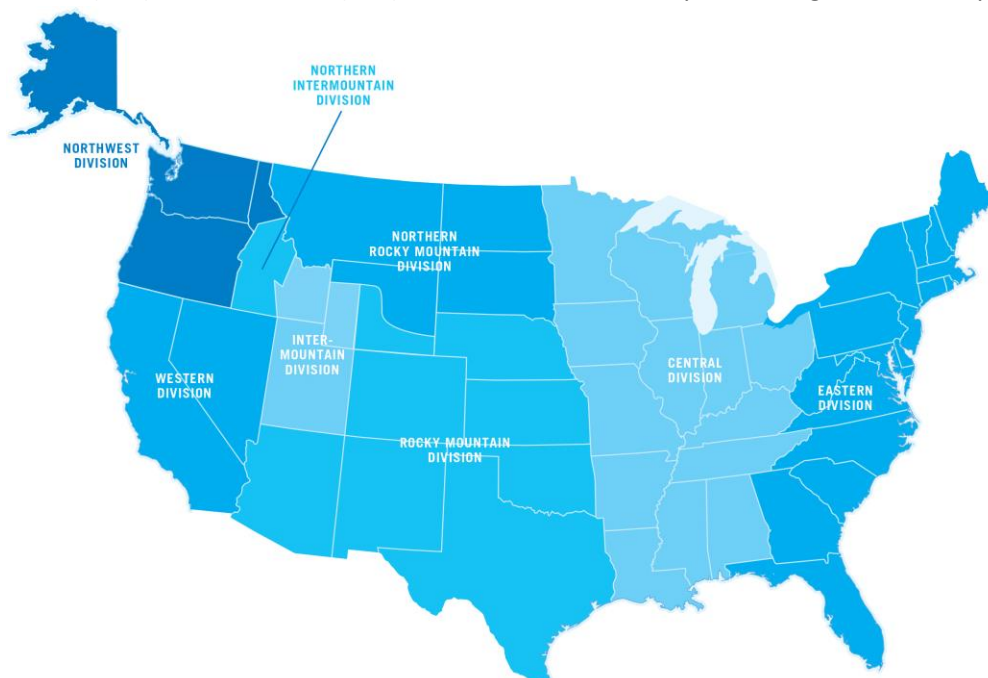 NORTHERN
INTERMOUNTAIN
DIVISION
NORTHWEST
DIVISION
NORTHERN
ROCKY MOUNTAIN
DIVISION
INTER-
MOUNTAIN
DIVISION
WESTERN
DIVISION
CENTRAL
DIVISION
EASTERN
DIVISION
ROCKY MOUNTAIN
DIVISION